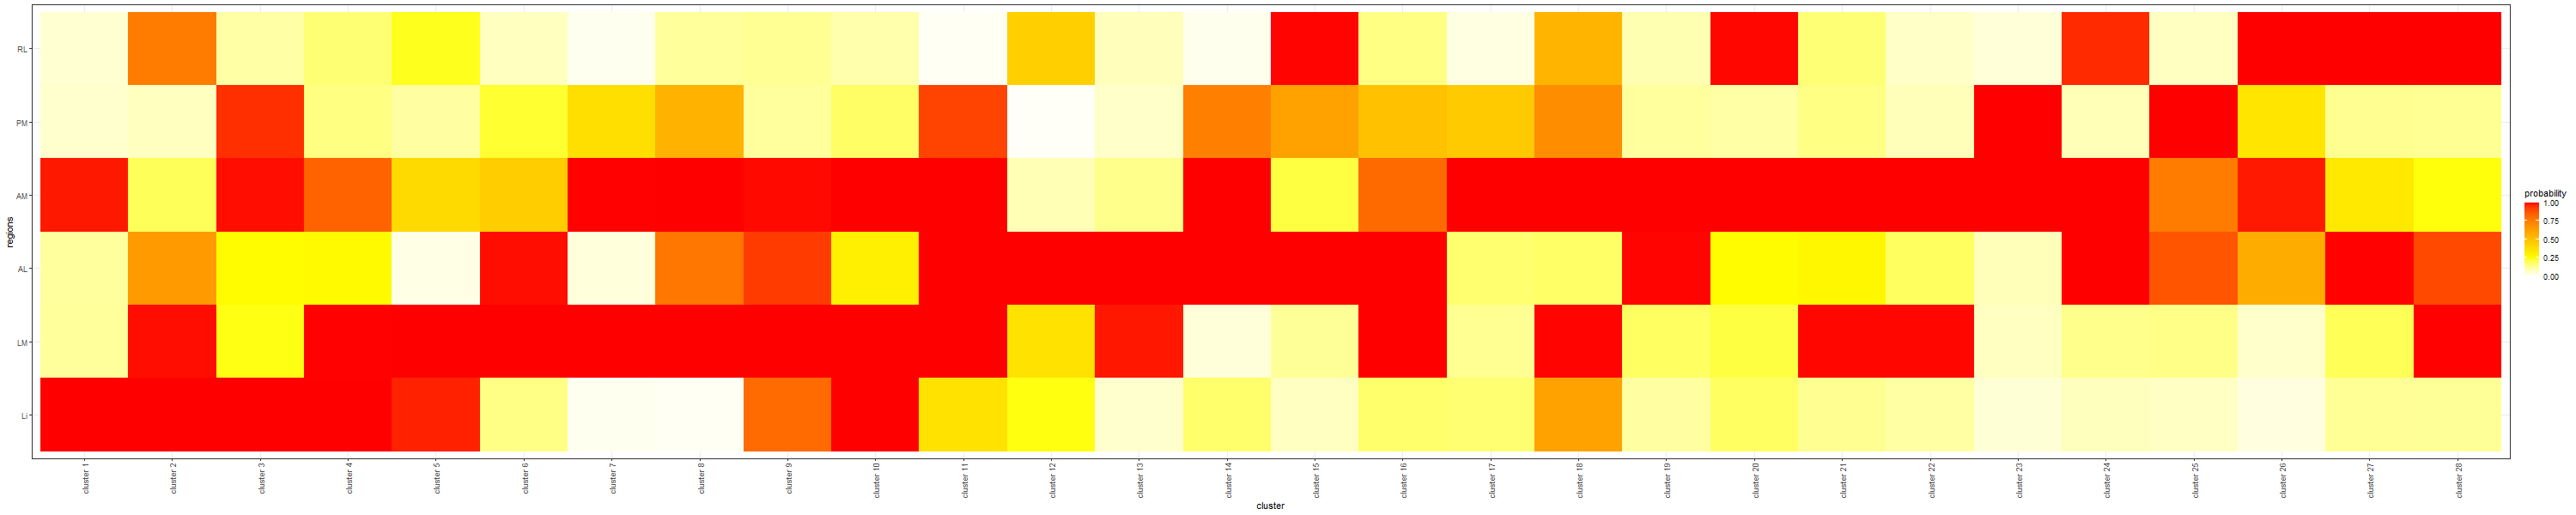 regions
RL
PM
AM
AL
LM
Li
cluster 1
cluster 2
cluster 3
cluster 4
cluster 5
cluster 6
cluster 7
cluster 8
cluster 9
cluster 10
cluster 11
cluster 12
cluster 13
cluster 14
cluster 15
cluster 16
cluster 17
cluster 18
cluster 19
cluster 20
cluster 21
cluster 22
cluster 23
cluster 24
cluster 25
cluster 26
cluster 27
cluster 28
cluster
probability
1.00
0.75
0.50
0.25
0.00